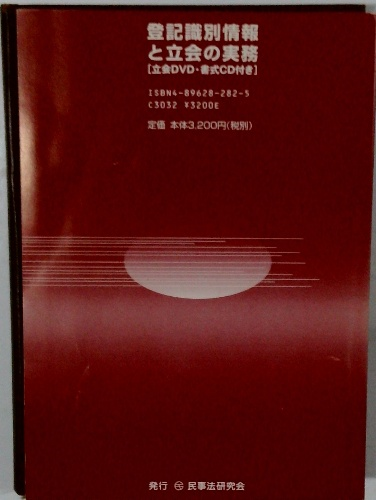 登記識別情報
と立会の実務
[立会DVD・書式CD付き]
ISBN4-89628-282-5
C3032 ¥3200E
定価 本体3,200円(税別)
発行 民事法研究会